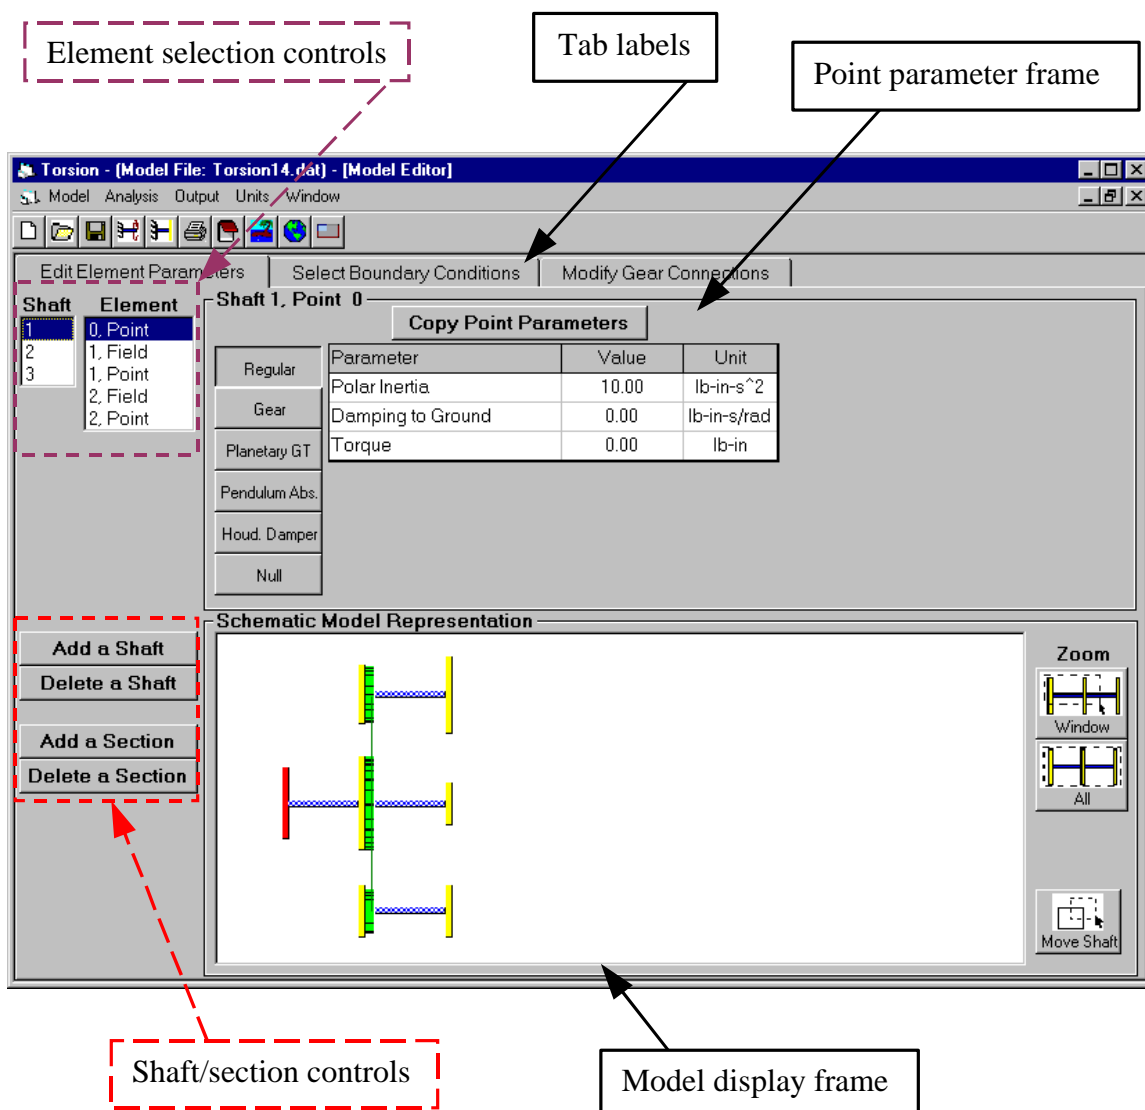 Element selection controls
Tab labels
Point parameter frame
Torsion - (Model File: Torsion14.dat) - [Model Editor]
Model Analysis Output Units Window
Edit Element Parameters
Select Boundary Conditions
Modify Gear Connections
Shaft
Element
1
2
3
0, Point
1, Field
1, Point
2, Field
2, Point
Shaft 1, Point 0
Copy Point Parameters
Regular
Gear
Planetary GT
Pendulum Abs.
Houd. Damper
Null
Parameter Value Unit
Polar Inertia 10.00 lb-in-s^2
Damping to Ground 0.00 lb-in-s/rad
Torque 0.00 lb-in
Add a Shaft
Delete a Shaft
Add a Section
Delete a Section
Schematic Model Representation
Zoom
Window
All
Move Shaft
Shaft/section controls
Model display frame